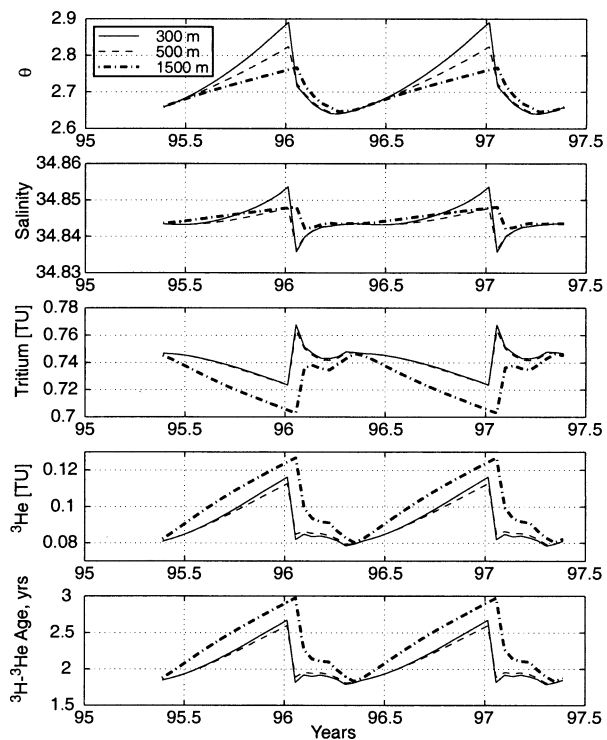 θ
2.9
2.8
2.7
2.6
300 m
500 m
1500 m
95 95.5 96 96.5 97 97.5
Salinity
34.86
34.85
34.84
34.83
95 95.5 96 96.5 97 97.5
Tritium [TU]
0.78
0.76
0.74
0.72
0.7
95 95.5 96 96.5 97 97.5
³He [TU]
0.12
0.1
0.08
95 95.5 96 96.5 97 97.5
³H-³He Age, yrs
3
2.5
2
1.5
95 95.5 96 96.5 97 97.5
Years